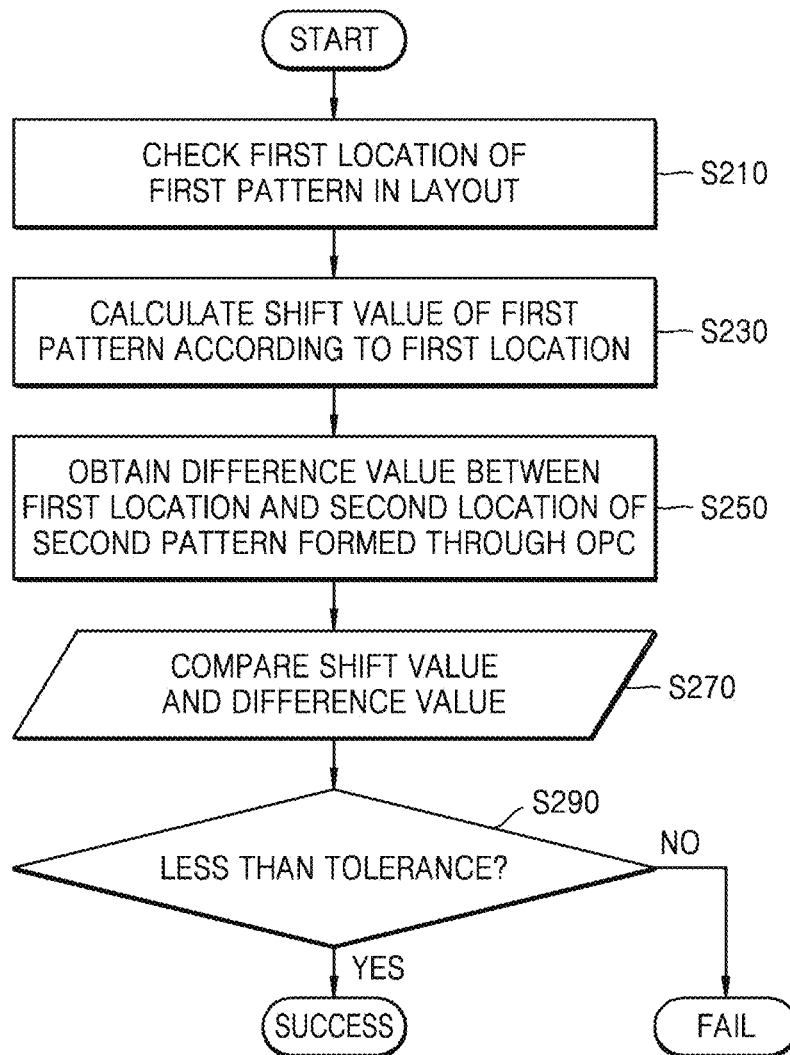 START
CHECK FIRST LOCATION OF
FIRST PATTERN IN LAYOUT
S210
CALCULATE SHIFT VALUE OF FIRST
PATTERN ACCORDING TO FIRST LOCATION
S230
OBTAIN DIFFERENCE VALUE BETWEEN
FIRST LOCATION AND SECOND LOCATION OF
SECOND PATTERN FORMED THROUGH OPC
S250
COMPARE SHIFT VALUE
AND DIFFERENCE VALUE
S270
S290
LESS THAN TOLERANCE?
NO
YES
SUCCESS
FAIL